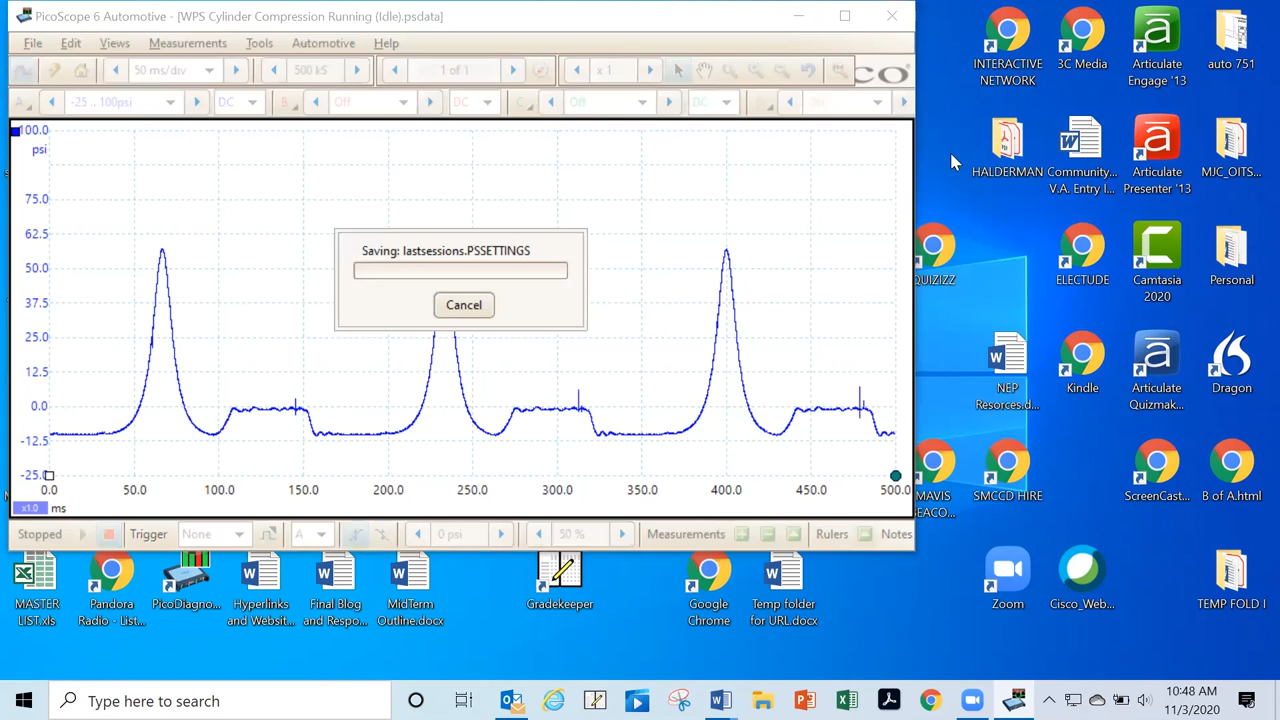 PicoScope 6 Automotive - [WPS Cylinder Compression Running (Idle).psdata]
File Edit Views Measurements Tools Automotive Help
50 ms/div 500 kS 1 of 1 x 1
A -25 .. 100psi DC B Off DC C Off DC
100.0
psi
75.0
62.5
50.0
37.5
25.0
12.5
0.0
-12.5
-25.0
Saving: lastsessions.PSSETTINGS
Cancel
0.0 50.0 100.0 150.0 200.0 250.0 300.0 350.0 400.0 450.0 500.0
x1.0 ms
Stopped Trigger None A 0 psi 50 % Measurements Rulers Notes
INTERACTIVE
NETWORK
3C Media
Articulate
Engage '13
auto 751
HALDERMAN
Community...
V.A. Entry I...
Articulate
Presenter '13
MJC_OITS...
QUIZIZZ
ELECTUDE
Camtasia
2020
Personal
NEP
Resorces.d...
Kindle
Articulate
Quizmak...
Dragon
MAVIS
BEACO...
SMCCD HIRE
ScreenCast...
B of A.html
Zoom
Cisco_Web...
TEMP FOLD I
MASTER
LIST.xls
Pandora
Radio - List...
PicoDiagno...
Hyperlinks
and Websit...
Final Blog
and Respo...
MidTerm
Outline.docx
Gradekeeper
Google
Chrome
Temp folder
for URL.docx
Type here to search
10:48 AM
11/3/2020